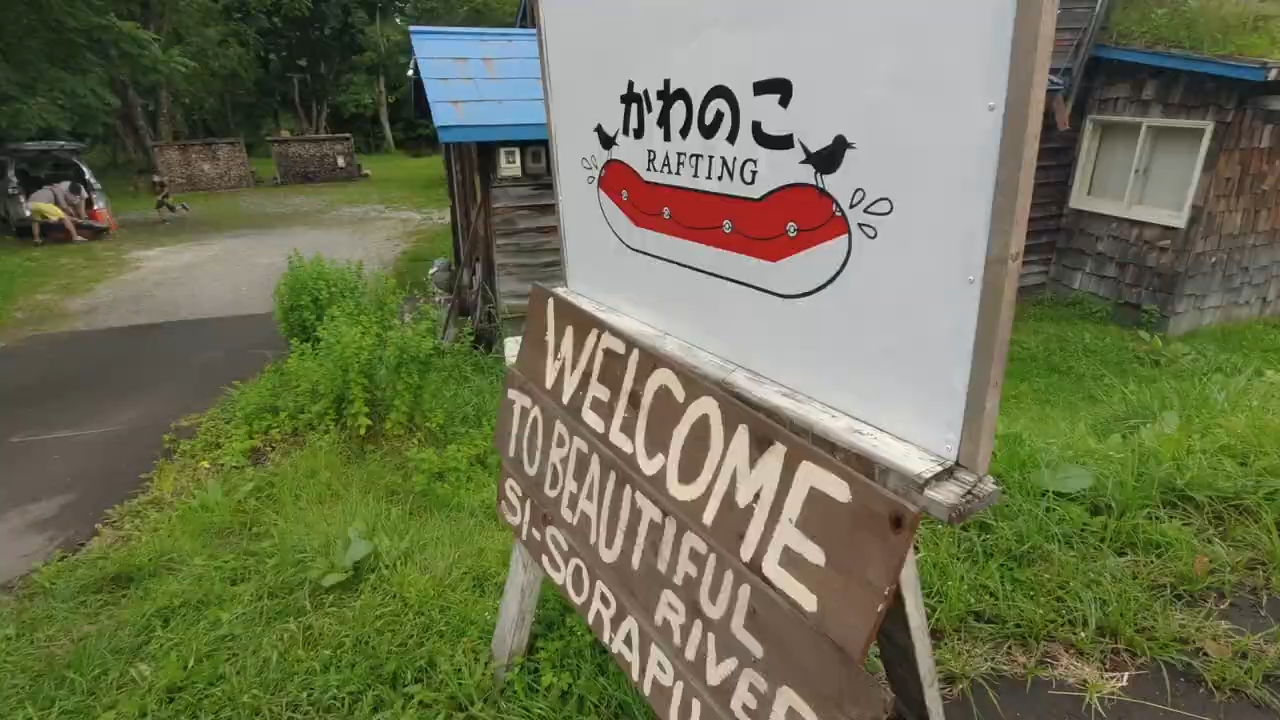 かわのこ
RAFTING
WELCOME
TO BEAUTIFUL
RIVER
SI-SORAPU